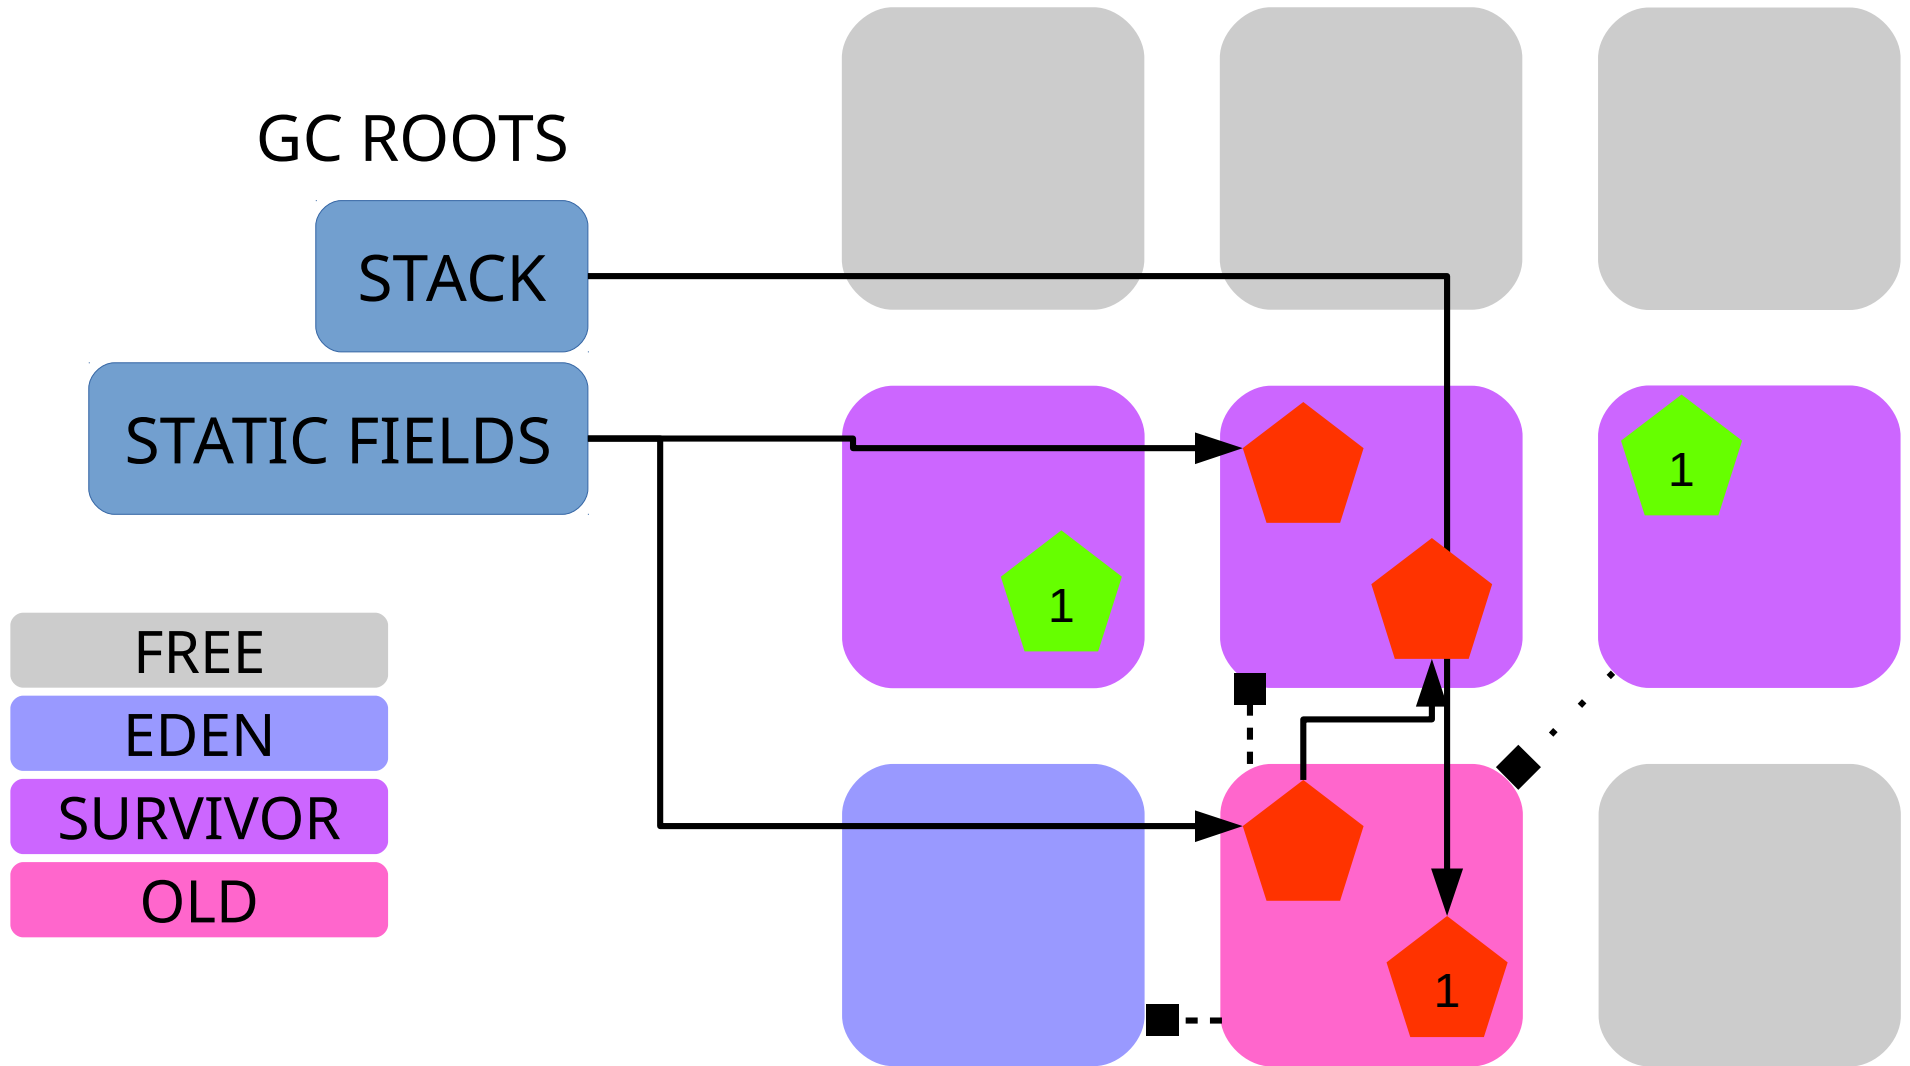 GC ROOTS
STACK
STATIC FIELDS
1
1
FREE
EDEN
SURVIVOR
OLD
1